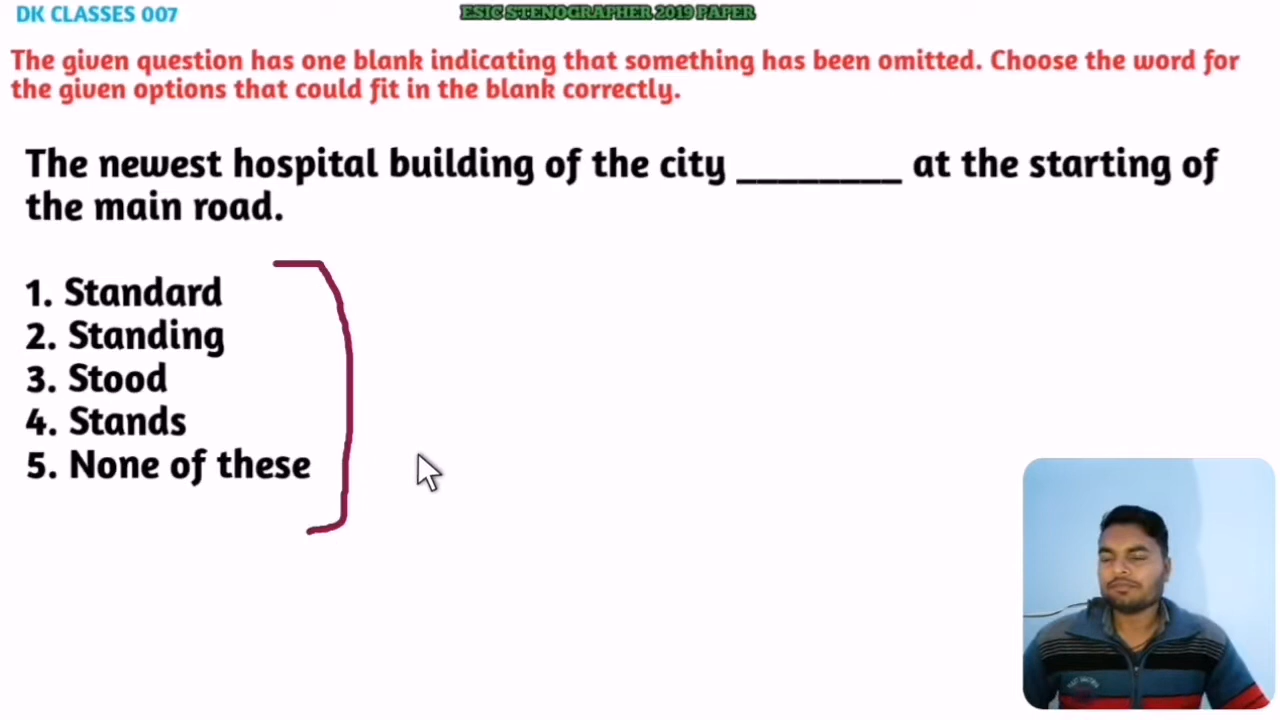 DK CLASSES 007
ESIC STENOGRAPHER 2019 PAPER
The given question has one blank indicating that something has been omitted. Choose the word for
the given options that could fit in the blank correctly.
The newest hospital building of the city ________ at the starting of
the main road.
1. Standard
2. Standing
3. Stood
4. Stands
5. None of these